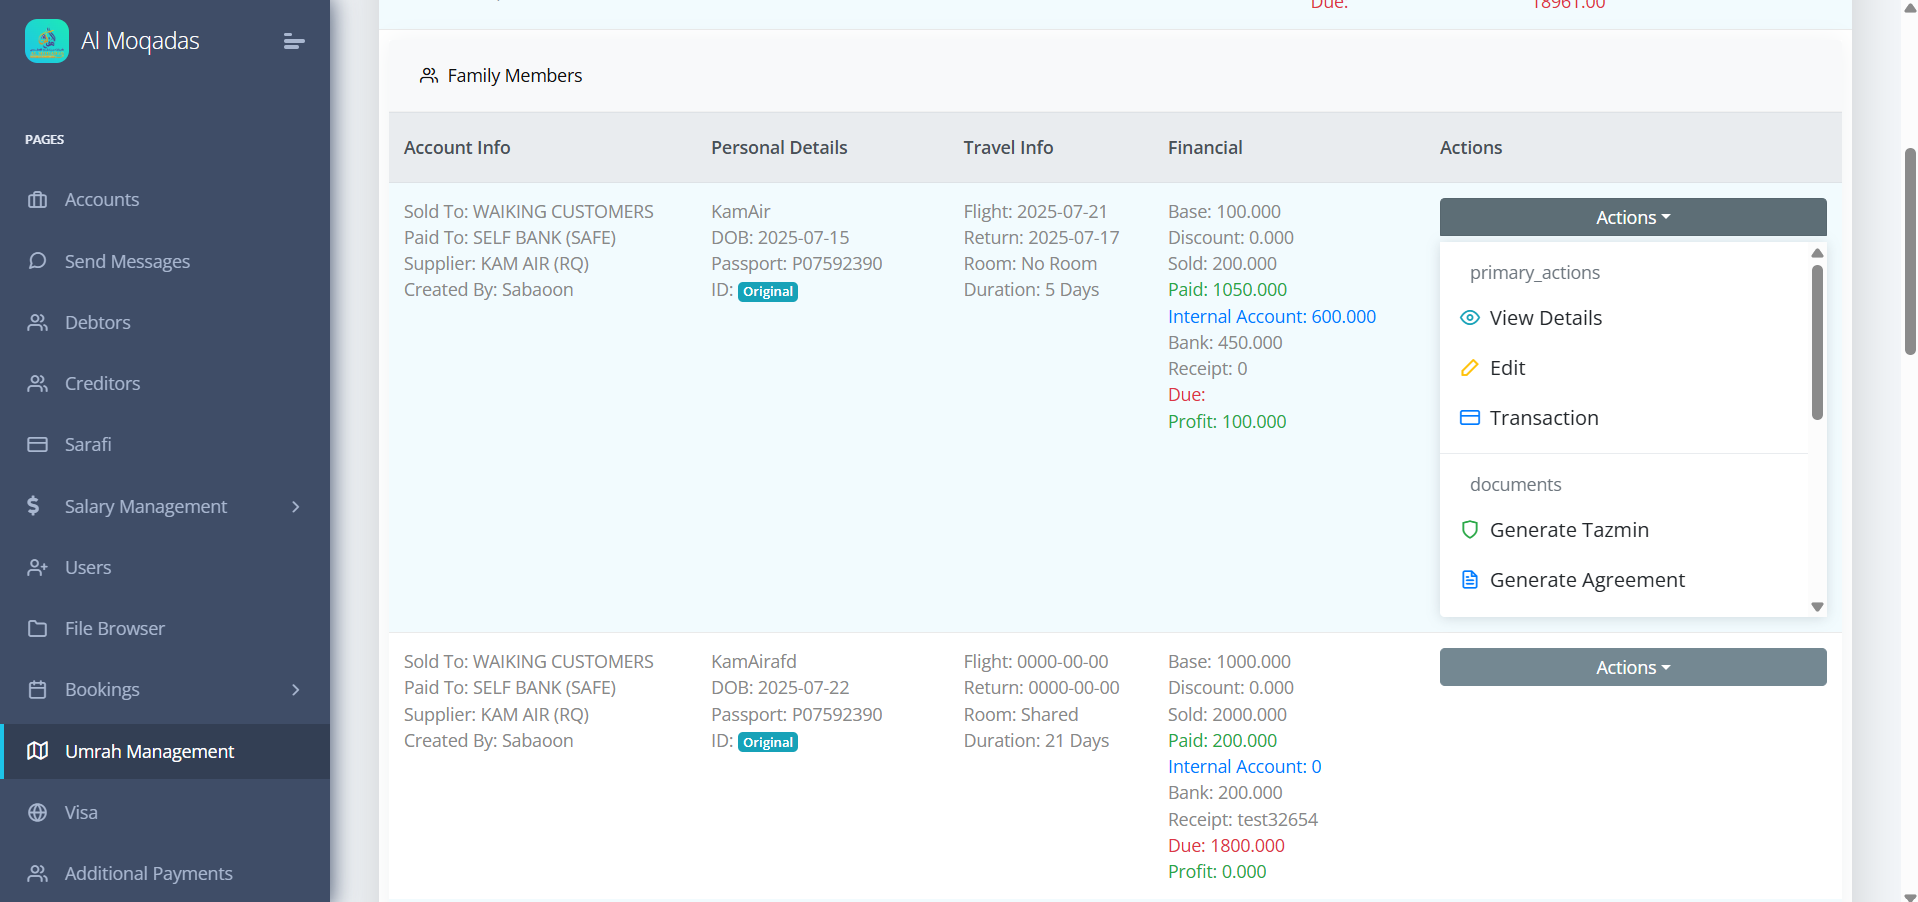 Al Moqadas
PAGES
Accounts
Send Messages
Debtors
Creditors
Sarafi
Salary Management
Users
File Browser
Bookings
Umrah Management
Visa
Additional Payments
Due: 18961.00
Family Members
Account Info Personal Details Travel Info Financial Actions
Sold To: WAIKING CUSTOMERS
Paid To: SELF BANK (SAFE)
Supplier: KAM AIR (RQ)
Created By: Sabaoon
KamAir
DOB: 2025-07-15
Passport: P07592390
ID: Original
Flight: 2025-07-21
Return: 2025-07-17
Room: No Room
Duration: 5 Days
Base: 100.000
Discount: 0.000
Sold: 200.000
Paid: 1050.000
Internal Account: 600.000
Bank: 450.000
Receipt: 0
Due:
Profit: 100.000
Actions
primary_actions
View Details
Edit
Transaction
documents
Generate Tazmin
Generate Agreement
Sold To: WAIKING CUSTOMERS
Paid To: SELF BANK (SAFE)
Supplier: KAM AIR (RQ)
Created By: Sabaoon
KamAirafd
DOB: 2025-07-22
Passport: P07592390
ID: Original
Flight: 0000-00-00
Return: 0000-00-00
Room: Shared
Duration: 21 Days
Base: 1000.000
Discount: 0.000
Sold: 2000.000
Paid: 200.000
Internal Account: 0
Bank: 200.000
Receipt: test32654
Due: 1800.000
Profit: 0.000
Actions